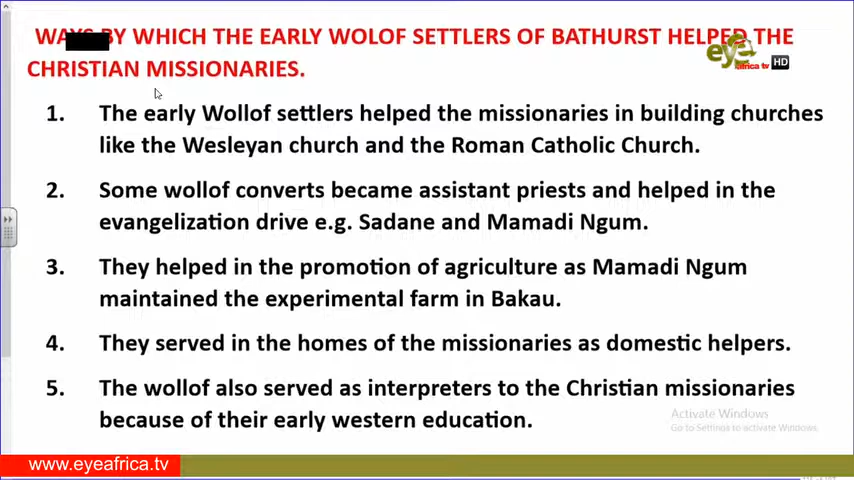 WAYS BY WHICH THE EARLY WOLOF SETTLERS OF BATHURST HELPED THE
CHRISTIAN MISSIONARIES.
eye
africa tv HD
1. The early Wollof settlers helped the missionaries in building churches
like the Wesleyan church and the Roman Catholic Church.
2. Some wollof converts became assistant priests and helped in the
evangelization drive e.g. Sadane and Mamadi Ngum.
3. They helped in the promotion of agriculture as Mamadi Ngum
maintained the experimental farm in Bakau.
4. They served in the homes of the missionaries as domestic helpers.
5. The wollof also served as interpreters to the Christian missionaries
because of their early western education.
Activate Windows
Go to Settings to activate Windows.
www.eyeafrica.tv